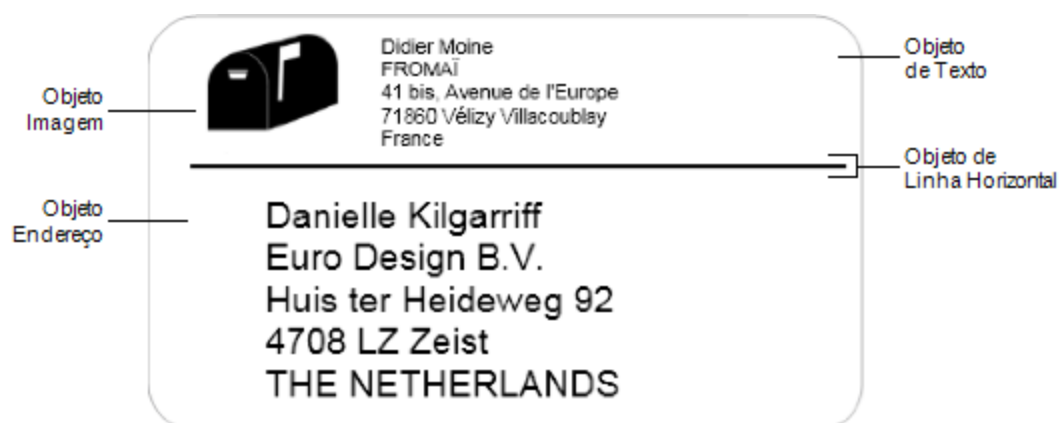 Didier Moine
FROMAÏ
41 bis, Avenue de l'Europe
71860 Vélizy Villacoublay
France
Objeto
de Texto
Objeto
Imagem
Objeto de
Linha Horizontal
Objeto
Endereço
Danielle Kilgarriff
Euro Design B.V.
Huis ter Heideweg 92
4708 LZ Zeist
THE NETHERLANDS